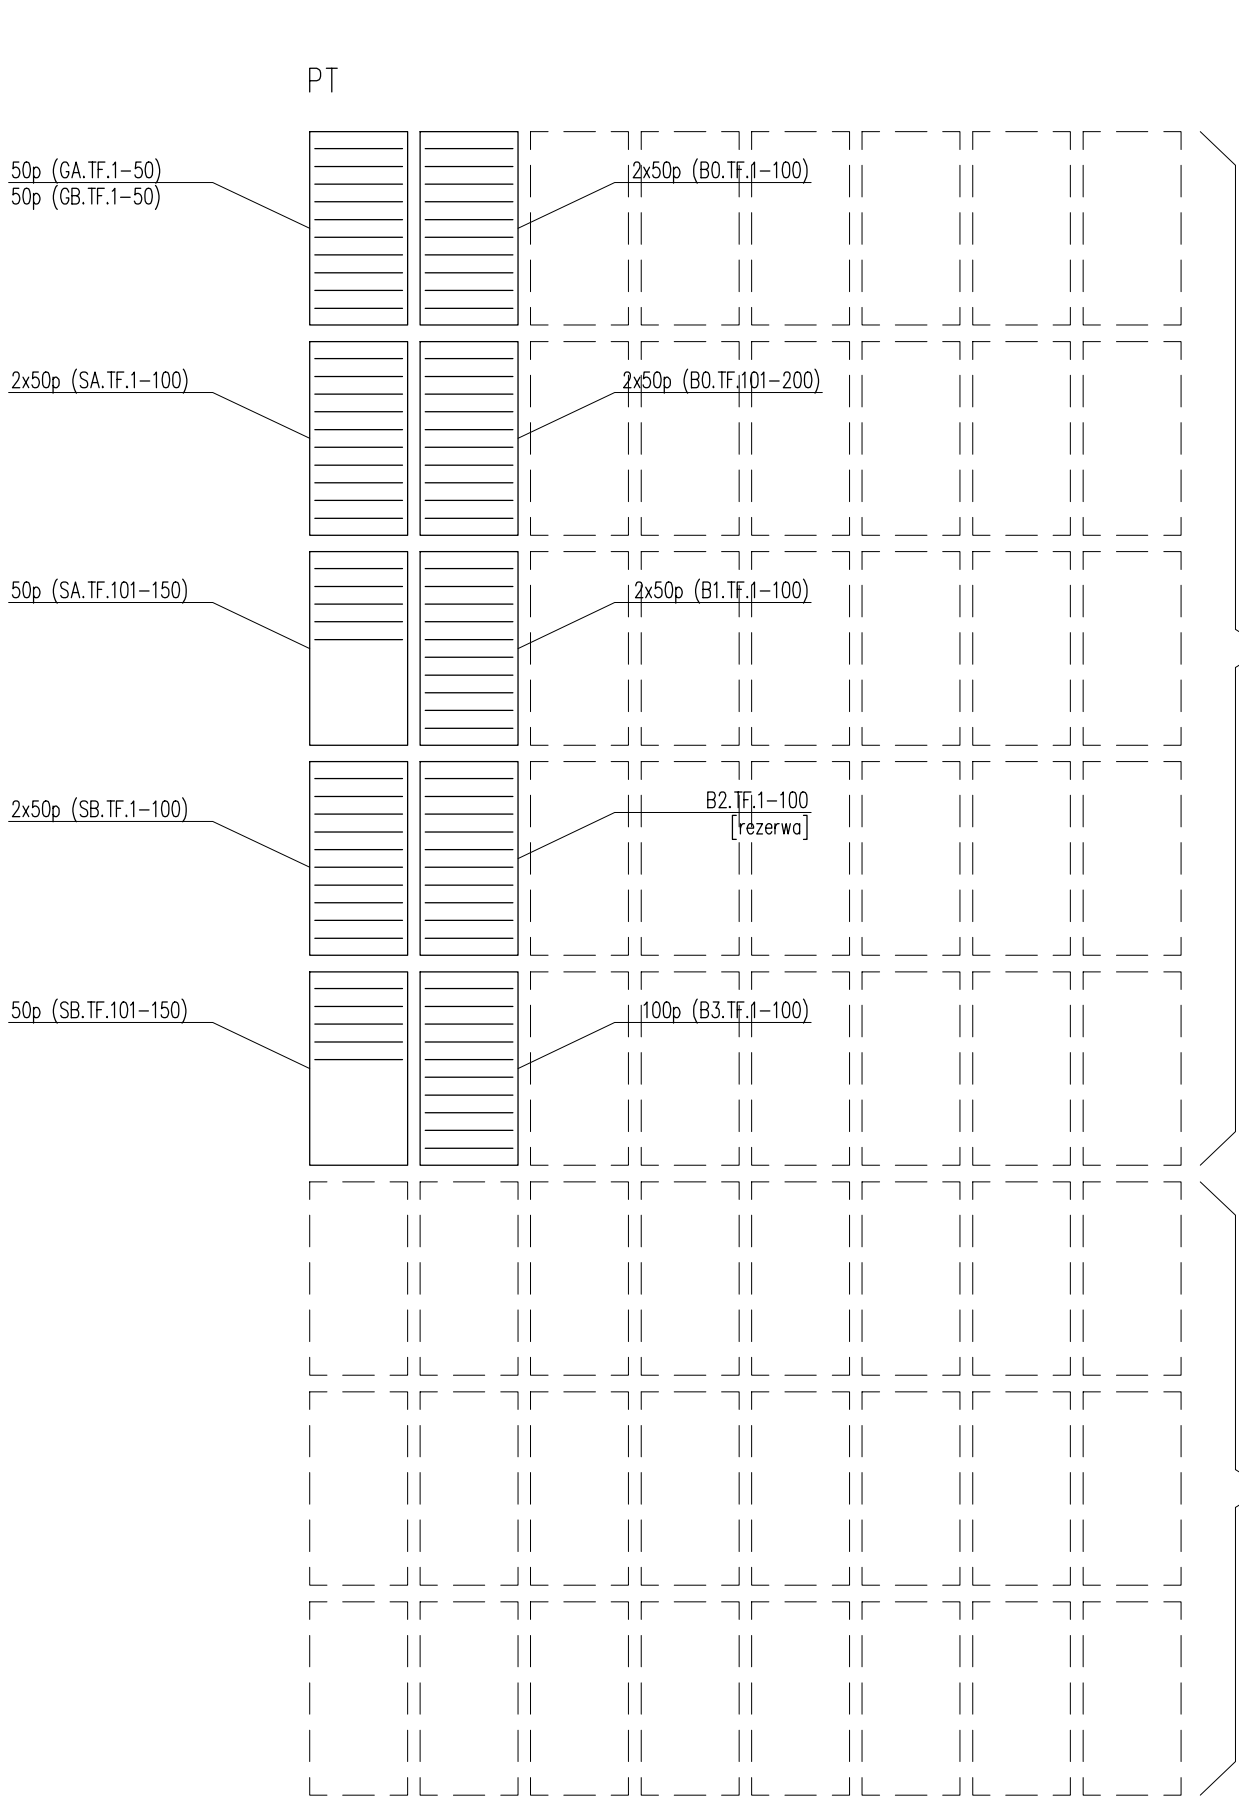 PT
50p (GA.TF.1-50)
50p (GB.TF.1-50)
2x50p (B0.TF.1-100)
2x50p (SA.TF.1-100)
2x50p (B0.TF.101-200)
50p (SA.TF.101-150)
2x50p (B1.TF.1-100)
2x50p (SB.TF.1-100)
B2.TF.1-100
[rezerwa]
50p (SB.TF.101-150)
100p (B3.TF.1-100)